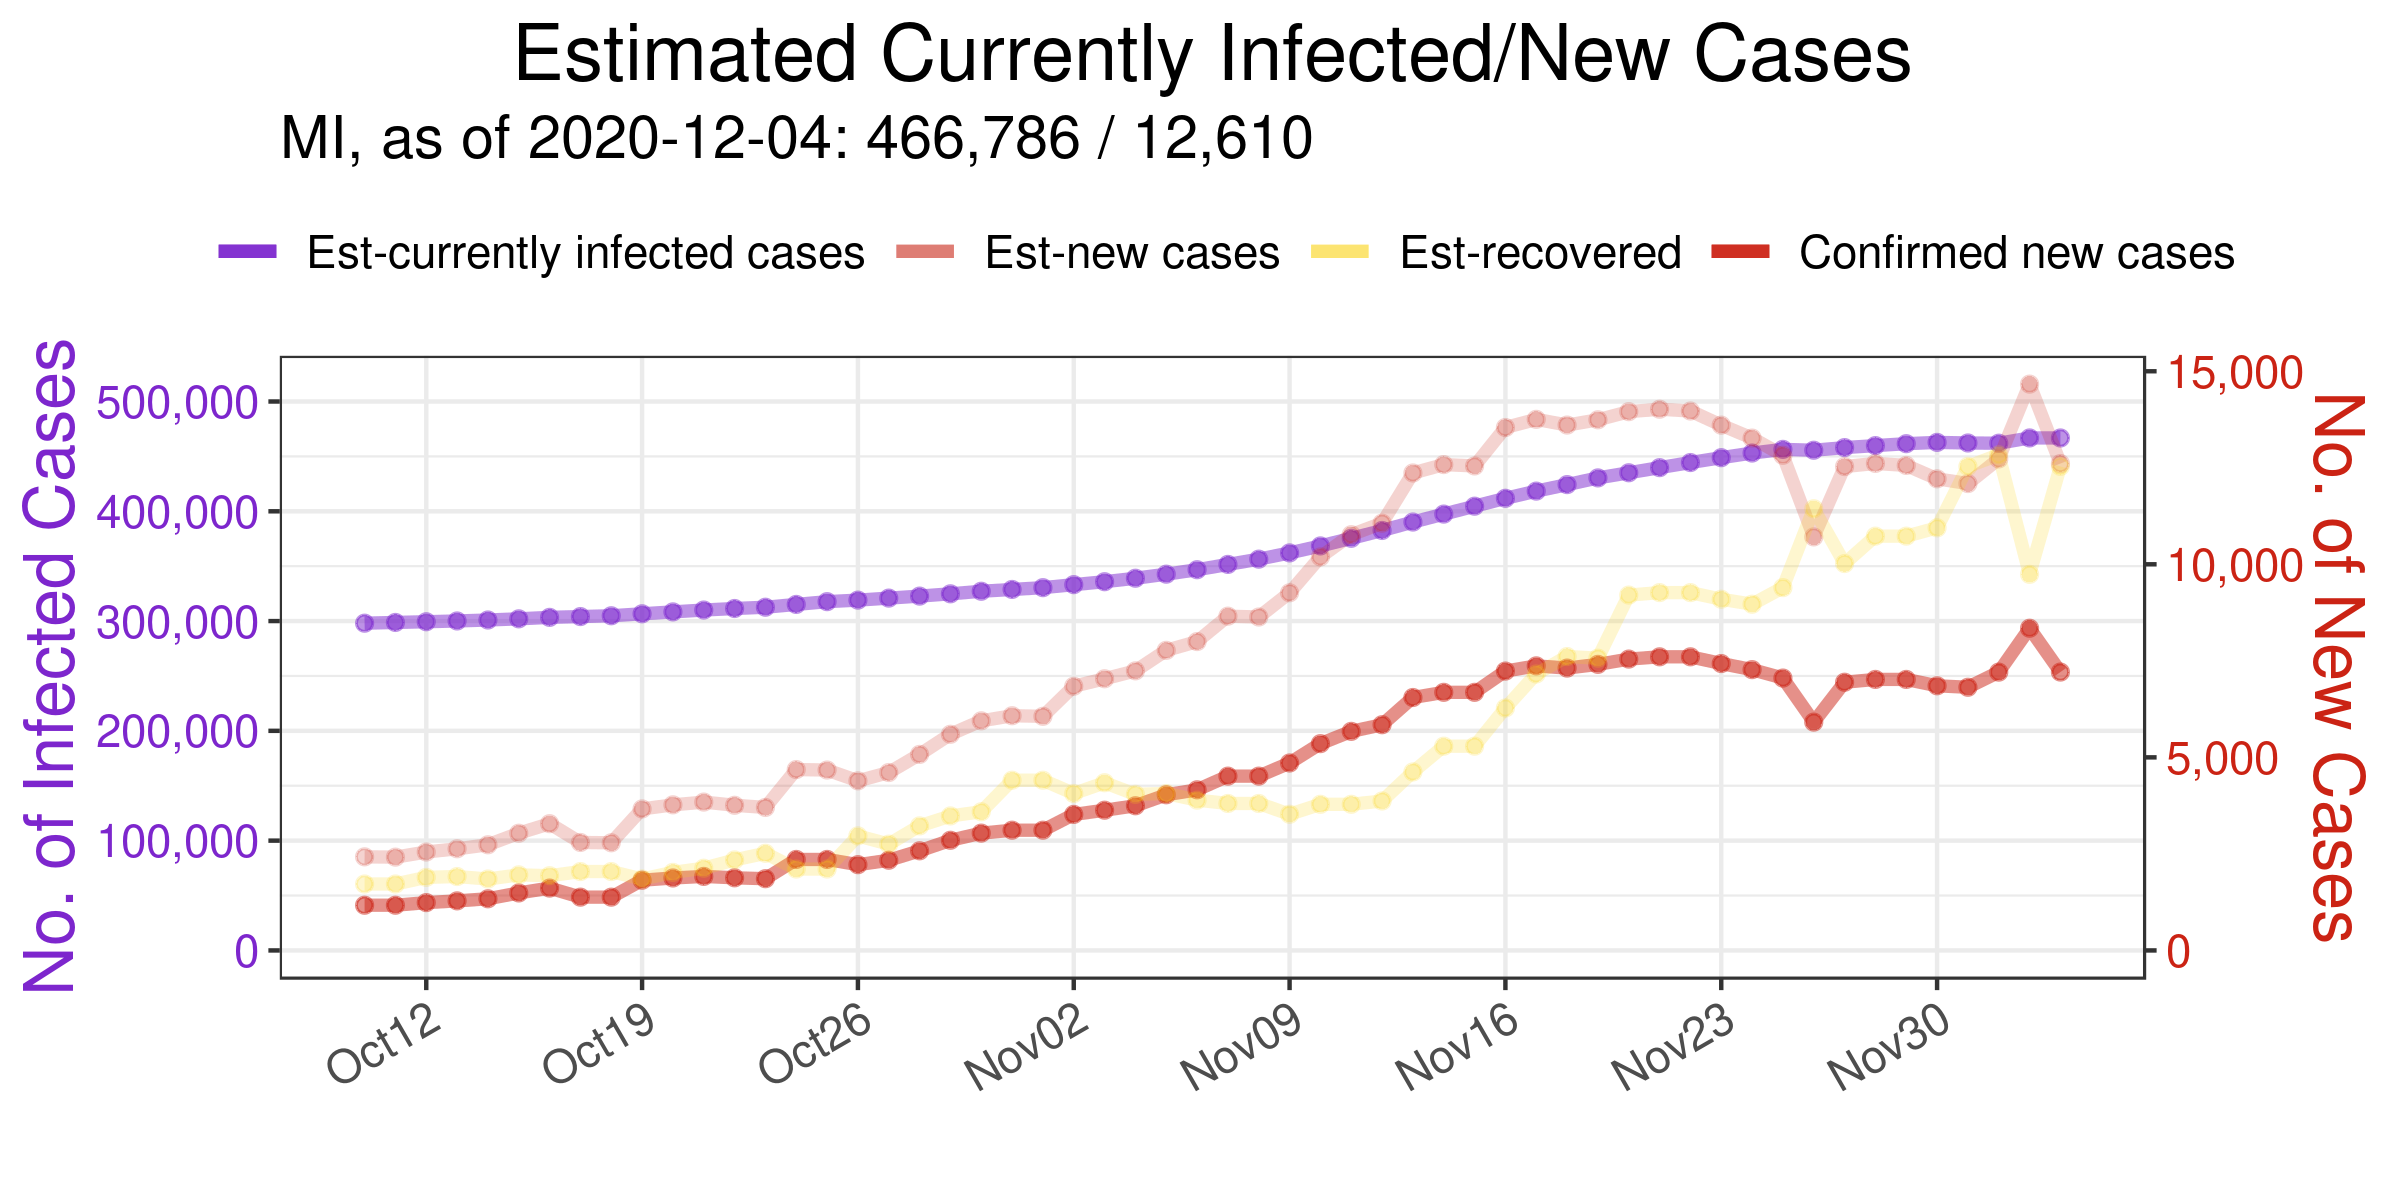 Estimated Currently Infected/New Cases
MI, as of 2020-12-04: 466,786 / 12,610
Est-currently infected cases Est-new cases Est-recovered Confirmed new cases
No. of Infected Cases
500,000
400,000
300,000
200,000
100,000
0
15,000
10,000
5,000
0
No. of New Cases
Oct12 Oct19 Oct26 Nov02 Nov09 Nov16 Nov23 Nov30